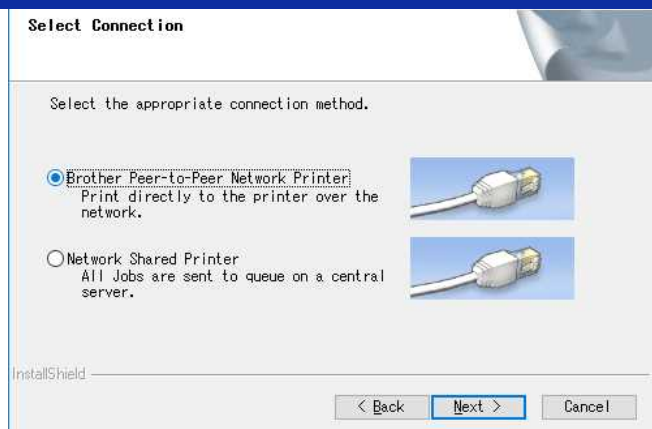 Select Connection
Select the appropriate connection method.
Brother Peer-to-Peer Network Printer
Print directly to the printer over the
network.
Network Shared Printer
All Jobs are sent to queue on a central
server.
InstallShield
< Back
Next >
Cancel